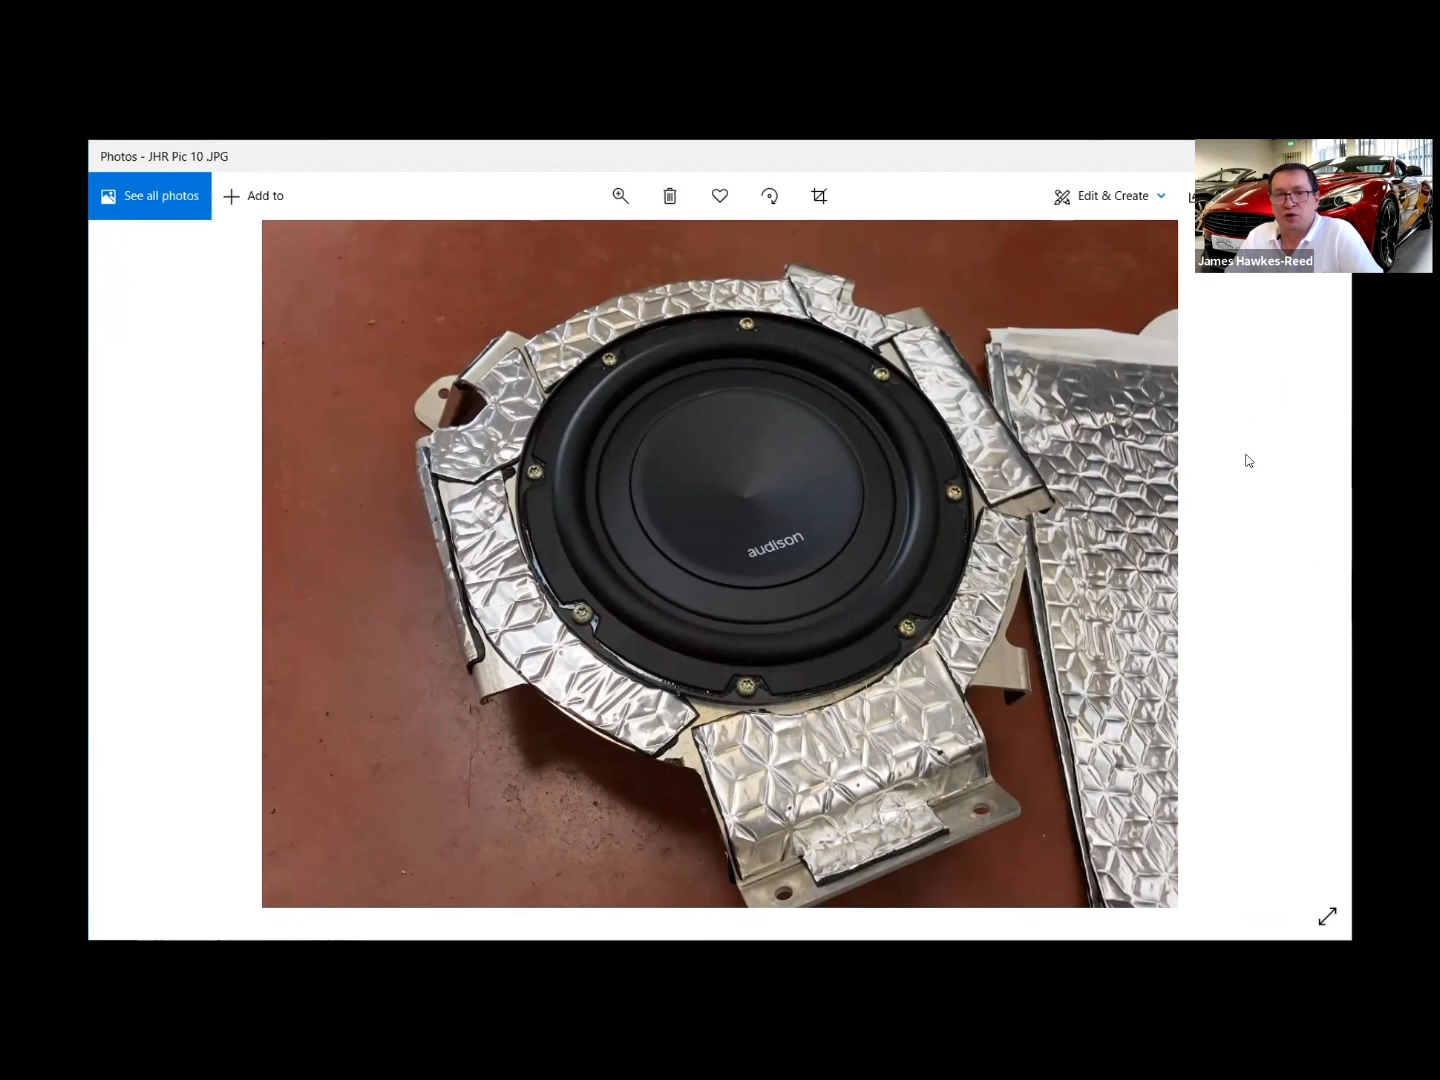 Photos - JHR Pic 10.JPG
See all photos
Add to
Edit & Create
James Hawkes-Reed
audison